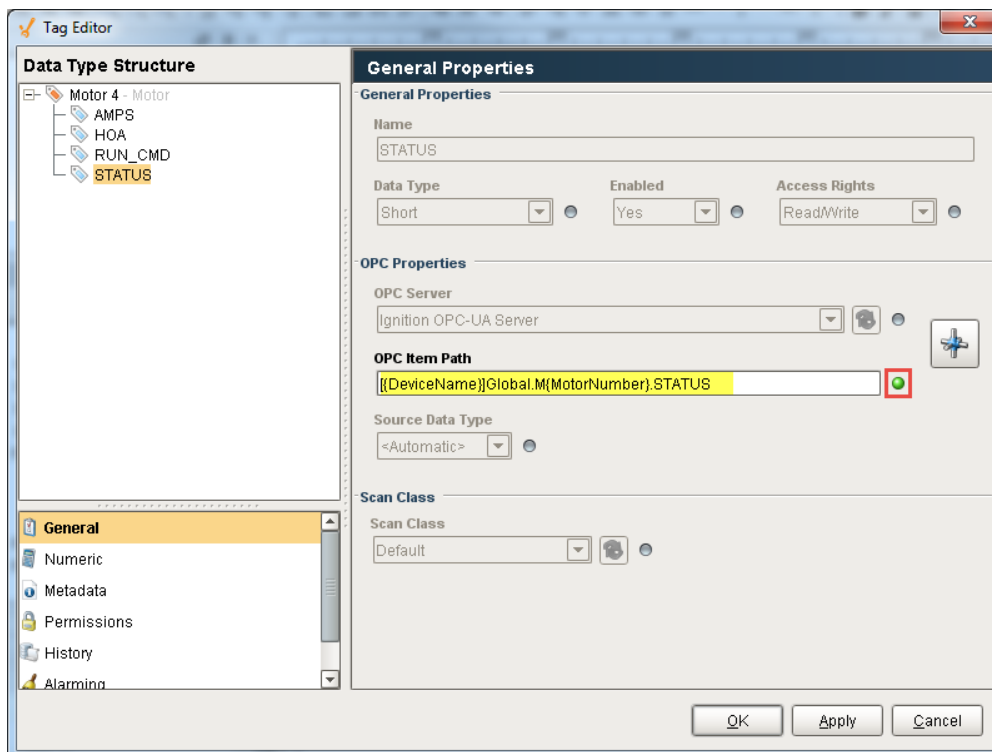 Tag Editor
Data Type Structure
Motor 4 - Motor
AMPS
HOA
RUN_CMD
STATUS
General
Numeric
Metadata
Permissions
History
Alarming
General Properties
General Properties
Name
STATUS
Data Type Enabled Access Rights
Short Yes Read/Write
OPC Properties
OPC Server
Ignition OPC-UA Server
OPC Item Path
[{DeviceName}]Global.M{MotorNumber}.STATUS
Source Data Type
<Automatic>
Scan Class
Scan Class
Default
OK Apply Cancel